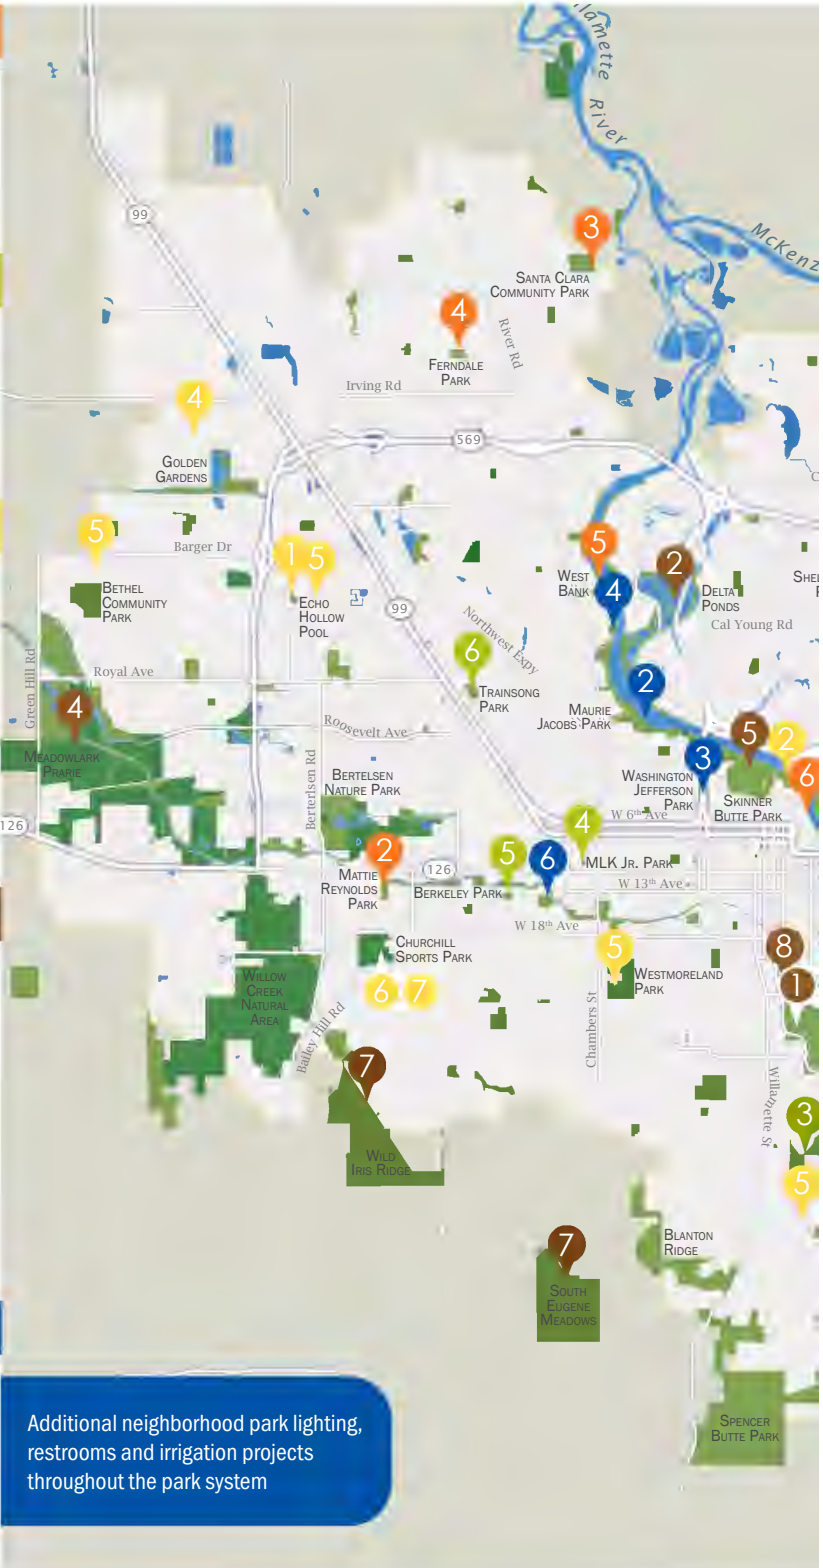 River
McKenz
99
3
SANTA CLARA
COMMUNITY PARK
4
River Rd
FERNDALE
PARK
Irving Rd
4
569
GOLDEN
GARDENS
5
Barger Dr
1
5
5
2
WEST
BANK
4
DELTA
PONDS
BETHEL
COMMUNITY
PARK
ECHO
HOLLOW
POOL
99
Northwest Expy
Cal Young Rd
6
Green Hill Rd
Royal Ave
TRAINSONG
PARK
2
4
MAURIE
JACOBS PARK
Roosevelt Ave
5
2
MEADOWLARK
PRARIE
3
WASHINGTON
JEFFERSON
PARK
6
SKINNER
BUTTE PARK
Berterlsen Rd
BERTELSEN
NATURE PARK
126
W 6th Ave
4
2
5
6
MLK JR. PARK
MATTIE
REYNOLDS
PARK
126
BERKELEY PARK
W 13th Ave
W 18th Ave
CHURCHILL
SPORTS PARK
5
8
WESTMORELAND
PARK
1
WILLOW
CREEK
NATURAL
AREA
6
7
Bailey Hill Rd
Chambers St
7
Willamette St
3
WILD
IRIS RIDGE
5
7
BLANTON
RIDGE
SOUTH
EUGENE
MEADOWS
SPENCER
BUTTE PARK
Additional neighborhood park lighting,
restrooms and irrigation projects
throughout the park system